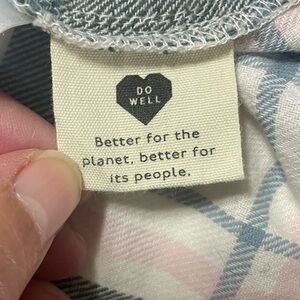 DO
WELL
Better for the
planet, better for
its people.